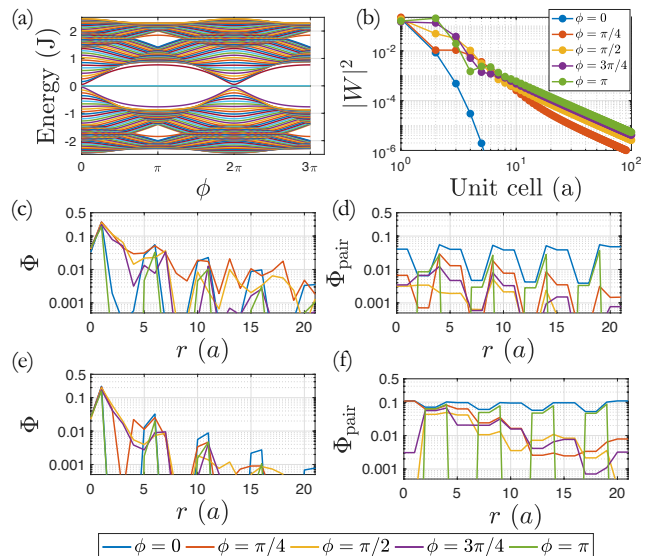 (a)
Energy (J)
2
1
0
-1
-2
0
π
2π
3π
ϕ
(b)
|W|²
10⁻²
10⁻⁴
10⁻⁶
10⁰
10¹
10²
Unit cell (a)
ϕ = 0
ϕ = π/4
ϕ = π/2
ϕ = 3π/4
ϕ = π
(c)
Φ
0.5
0.1
0.01
0.001
0
5
10
15
20
r (a)
(d)
Φpair
0.5
0.1
0.01
0.001
0
5
10
15
20
r (a)
(e)
Φ
0.5
0.1
0.01
0.001
0
5
10
15
20
r (a)
(f)
Φpair
0.5
0.1
0.01
0.001
0
5
10
15
20
r (a)
ϕ = 0 ϕ = π/4 ϕ = π/2 ϕ = 3π/4 ϕ = π